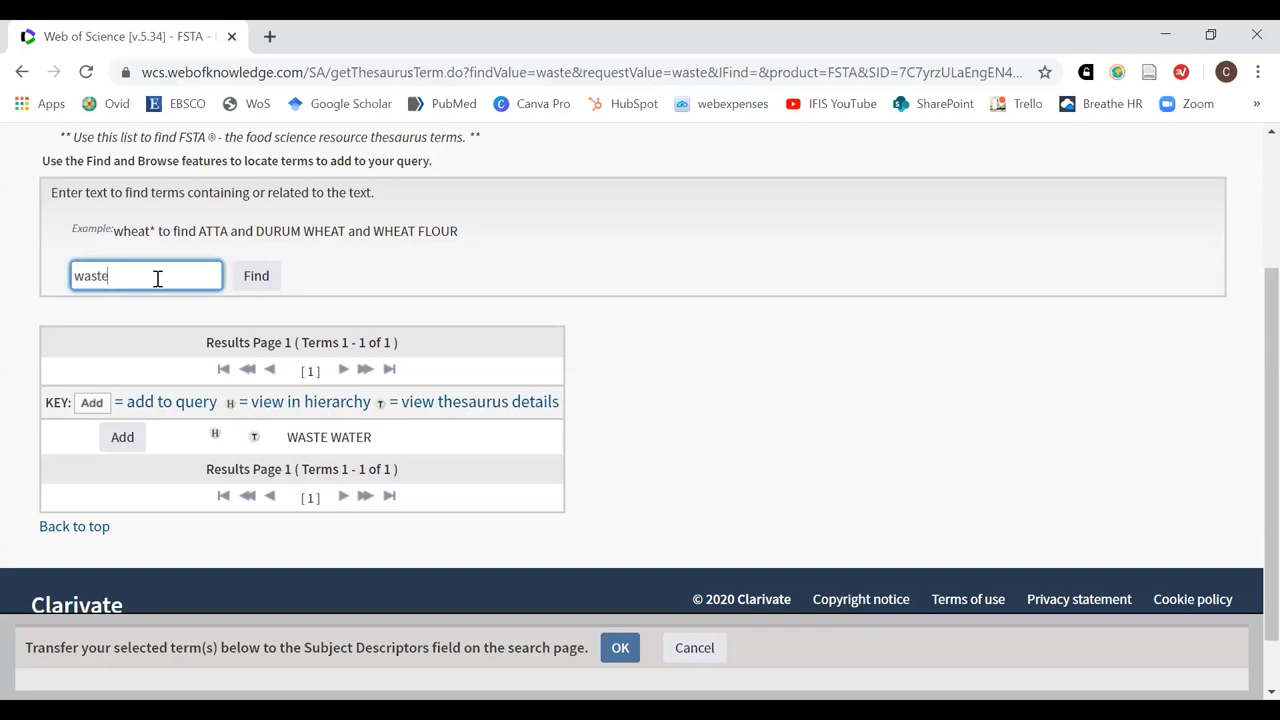 Web of Science [v.5.34] - FSTA -
wcs.webofknowledge.com/SA/getThesaurusTerm.do?findValue=waste&requestValue=waste&IFind=&product=FSTA&SID=7C7yrzULaEngEN4...
C
Apps Ovid EBSCO WoS Google Scholar PubMed Canva Pro HubSpot webexpenses IFIS YouTube SharePoint Trello Breathe HR Zoom »
** Use this list to find FSTA ® - the food science resource thesaurus terms. **
Use the Find and Browse features to locate terms to add to your query.
Enter text to find terms containing or related to the text.
Example:wheat* to find ATTA and DURUM WHEAT and WHEAT FLOUR
waste Find
Results Page 1 ( Terms 1 - 1 of 1 )
[ 1 ]
KEY: Add = add to query H = view in hierarchy T = view thesaurus details
Add H T WASTE WATER
Results Page 1 ( Terms 1 - 1 of 1 )
[ 1 ]
Back to top
Clarivate © 2020 Clarivate Copyright notice Terms of use Privacy statement Cookie policy
Transfer your selected term(s) below to the Subject Descriptors field on the search page. OK Cancel